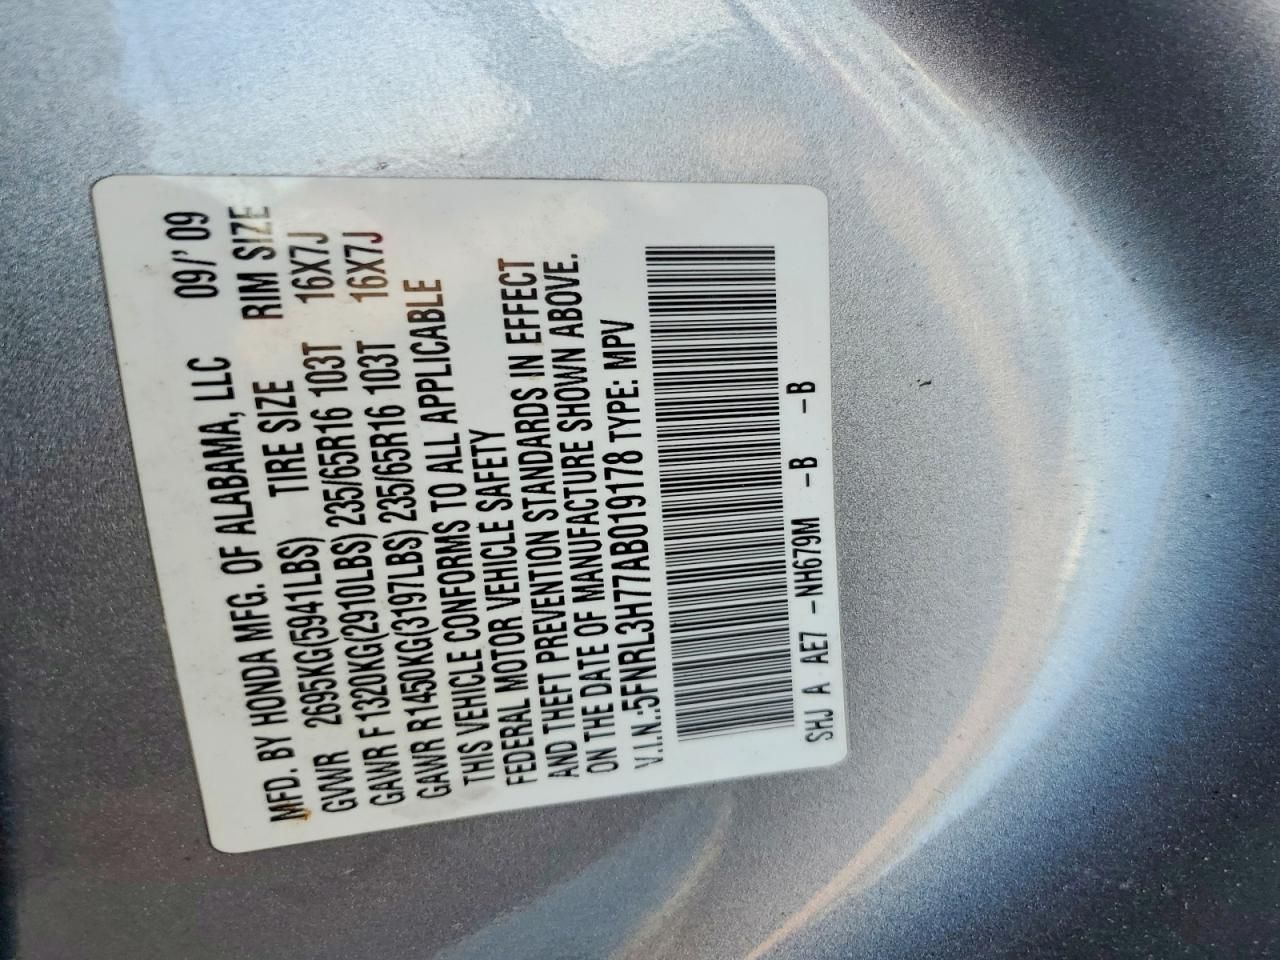 MFD. BY HONDA MFG. OF ALABAMA, LLC 09/' 09
GVWR 2695KG(5941LBS) TIRE SIZE RIM SIZE
GAWR F 1320KG(2910LBS) 235/65R16 103T 16X7J
GAWR R1450KG(3197LBS) 235/65R16 103T 16X7J
THIS VEHICLE CONFORMS TO ALL APPLICABLE
FEDERAL MOTOR VEHICLE SAFETY
AND THEFT PREVENTION STANDARDS IN EFFECT
ON THE DATE OF MANUFACTURE SHOWN ABOVE.
V.I.N.:5FNRL3H77AB019178 TYPE: MPV
SHJ A AE7 -NH679M -B -B